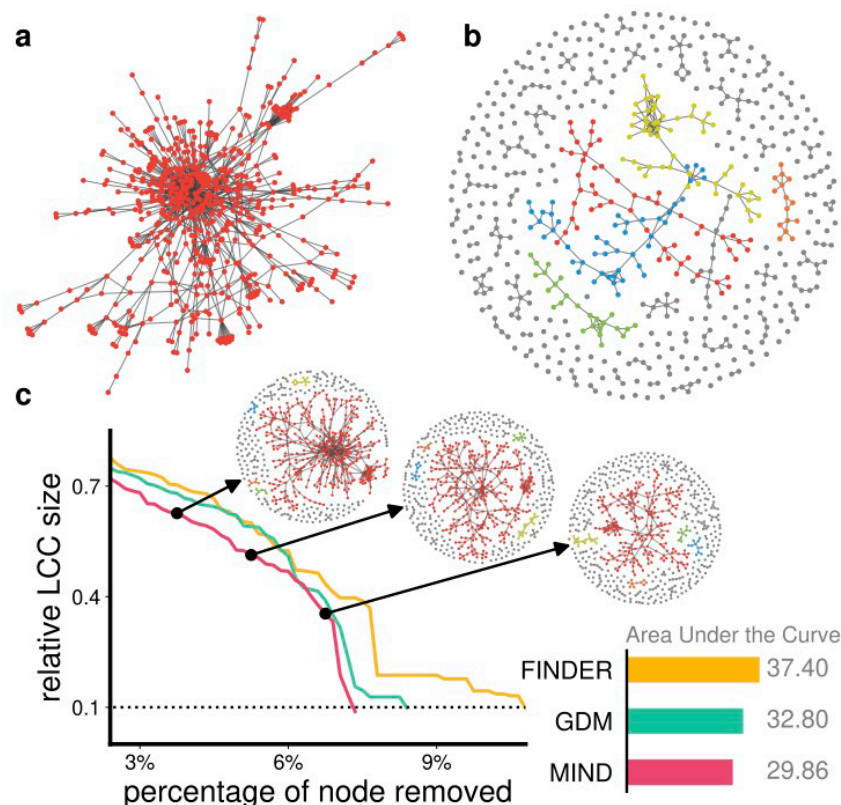 a
b
c
relative LCC size
0.7
0.4
0.1
3%
6%
9%
percentage of node removed
Area Under the Curve
FINDER 37.40
GDM 32.80
MIND 29.86